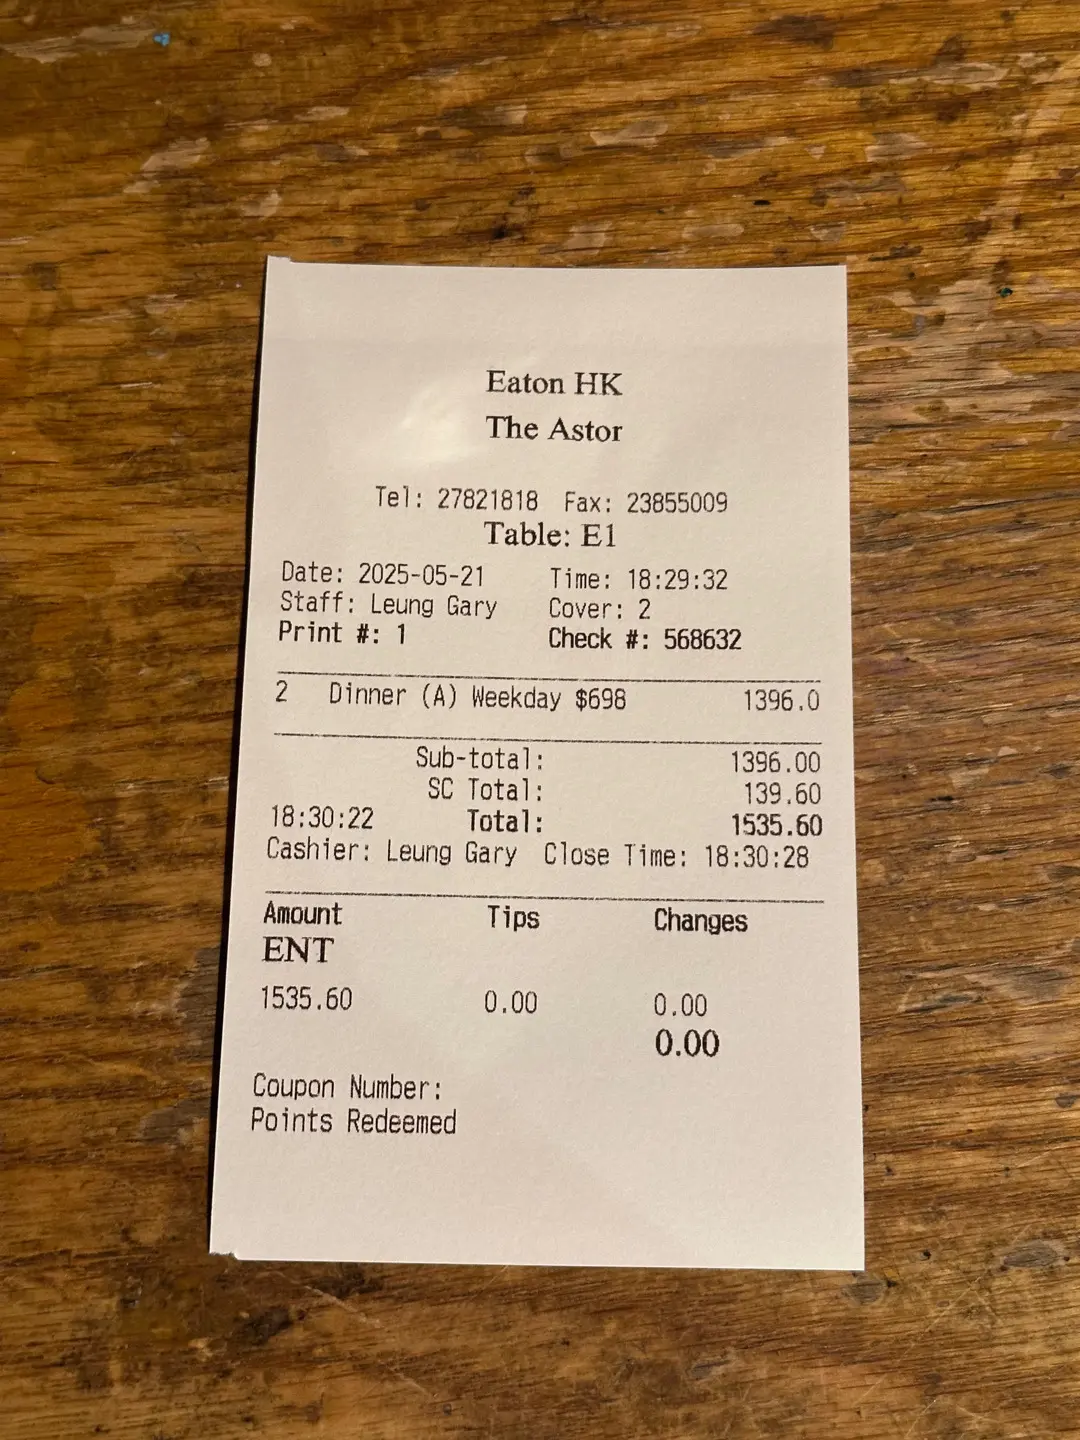 Eaton HK
The Astor
Tel: 27821818 Fax: 23855009
Table: E1
Date: 2025-05-21 Time: 18:29:32
Staff: Leung Gary Cover: 2
Print #: 1 Check #: 568632
2 Dinner (A) Weekday $698 1396.0
Sub-total: 1396.00
SC Total: 139.60
18:30:22 Total: 1535.60
Cashier: Leung Gary Close Time: 18:30:28
Amount Tips Changes
ENT
1535.60 0.00 0.00
0.00
Coupon Number:
Points Redeemed